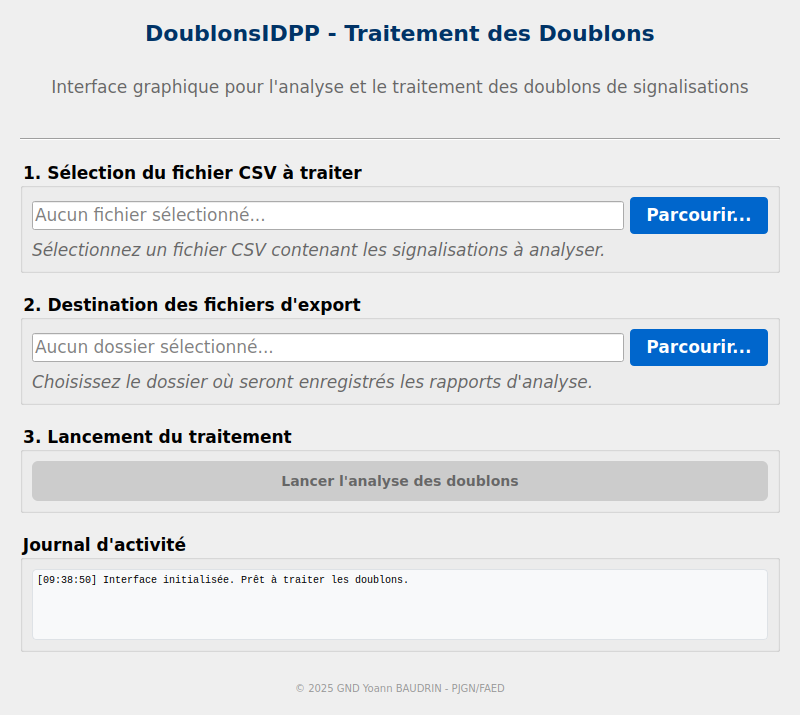 DoublonsIDPP - Traitement des Doublons
Interface graphique pour l'analyse et le traitement des doublons de signalisations
1. Sélection du fichier CSV à traiter
Aucun fichier sélectionné...
Parcourir...
Sélectionnez un fichier CSV contenant les signalisations à analyser.
2. Destination des fichiers d'export
Aucun dossier sélectionné...
Parcourir...
Choisissez le dossier où seront enregistrés les rapports d'analyse.
3. Lancement du traitement
Lancer l'analyse des doublons
Journal d'activité
[09:38:50] Interface initialisée. Prêt à traiter les doublons.
© 2025 GND Yoann BAUDRIN - PJGN/FAED